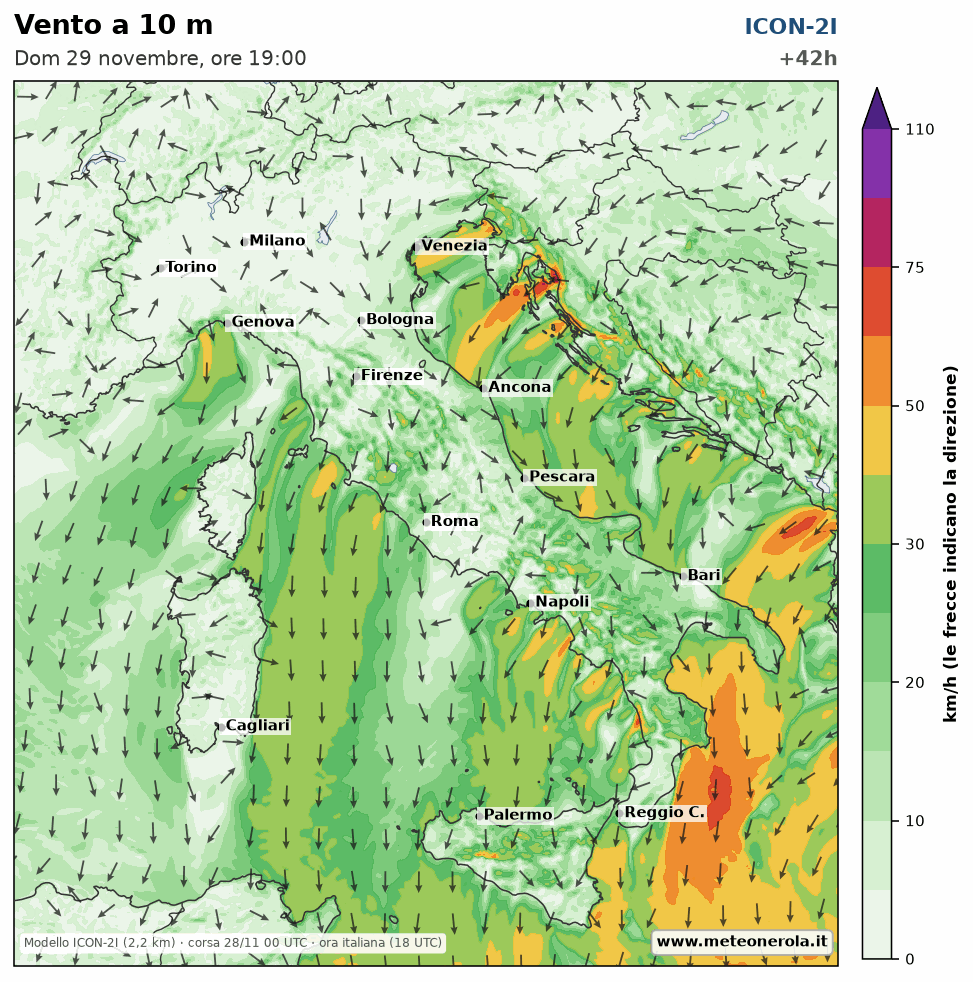 Vento a 10 m
ICON-2I
Dom 29 novembre, ore 19:00
+42h
110
Venezia
Milano
Torino
75
Genova
Bologna
Firenze
Ancona
50
Pescara
Roma
30
Bari
Napoli
km/h (le frecce indicano la direzione)
20
Cagliari
Palermo
Reggio C.
10
Modello ICON-2I (2,2 km) · corsa 28/11 00 UTC · ora italiana (18 UTC)
www.meteonerola.it
0